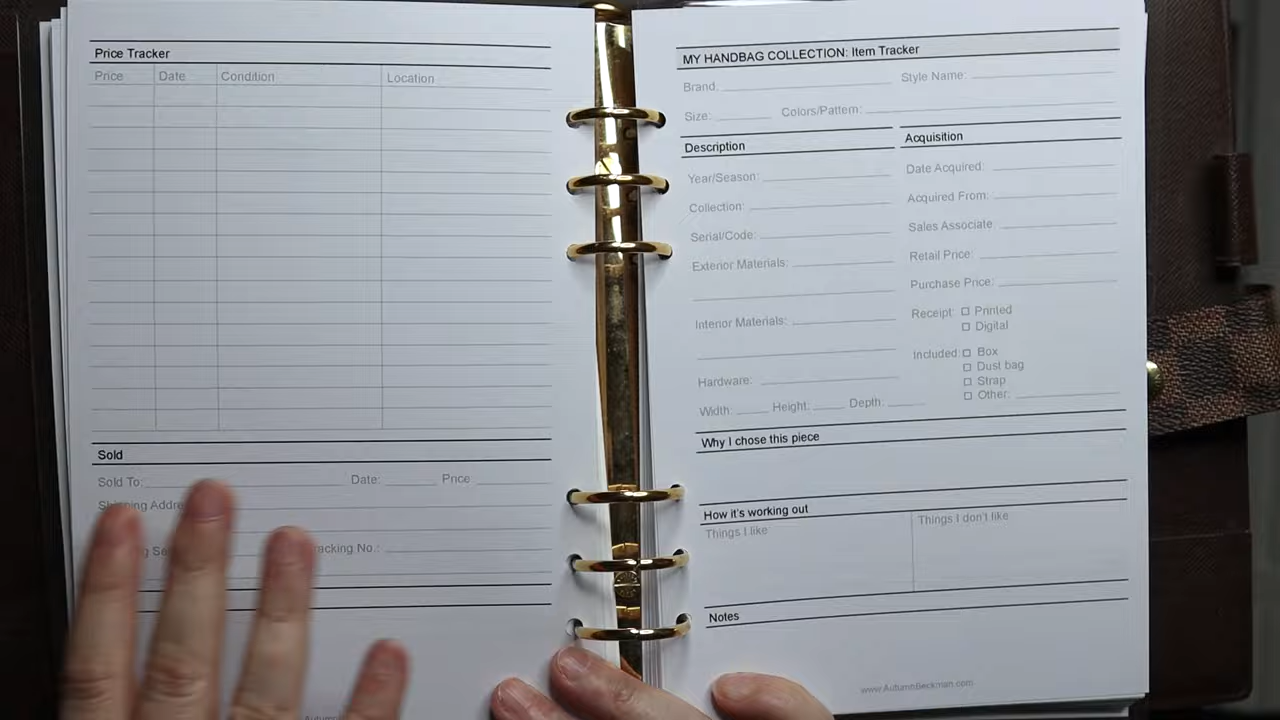 Price Tracker
Price Date Condition Location
Sold
Sold To: Date: Price
Shipping Addre
racking No.:
MY HANDBAG COLLECTION: Item Tracker
Brand: Style Name:
Size: Colors/Pattern:
Description
Year/Season:
Collection:
Serial/Code:
Exterior Materials:
Interior Materials:
Hardware:
Width: Height: Depth:
Acquisition
Date Acquired:
Acquired From:
Sales Associate
Retail Price:
Purchase Price:
Receipt: Printed
Digital
Included: Box
Dust bag
Strap
Other:
Why I chose this piece
How it's working out
Things I like Things I don't like
Notes
www.AutumnBeckman.com